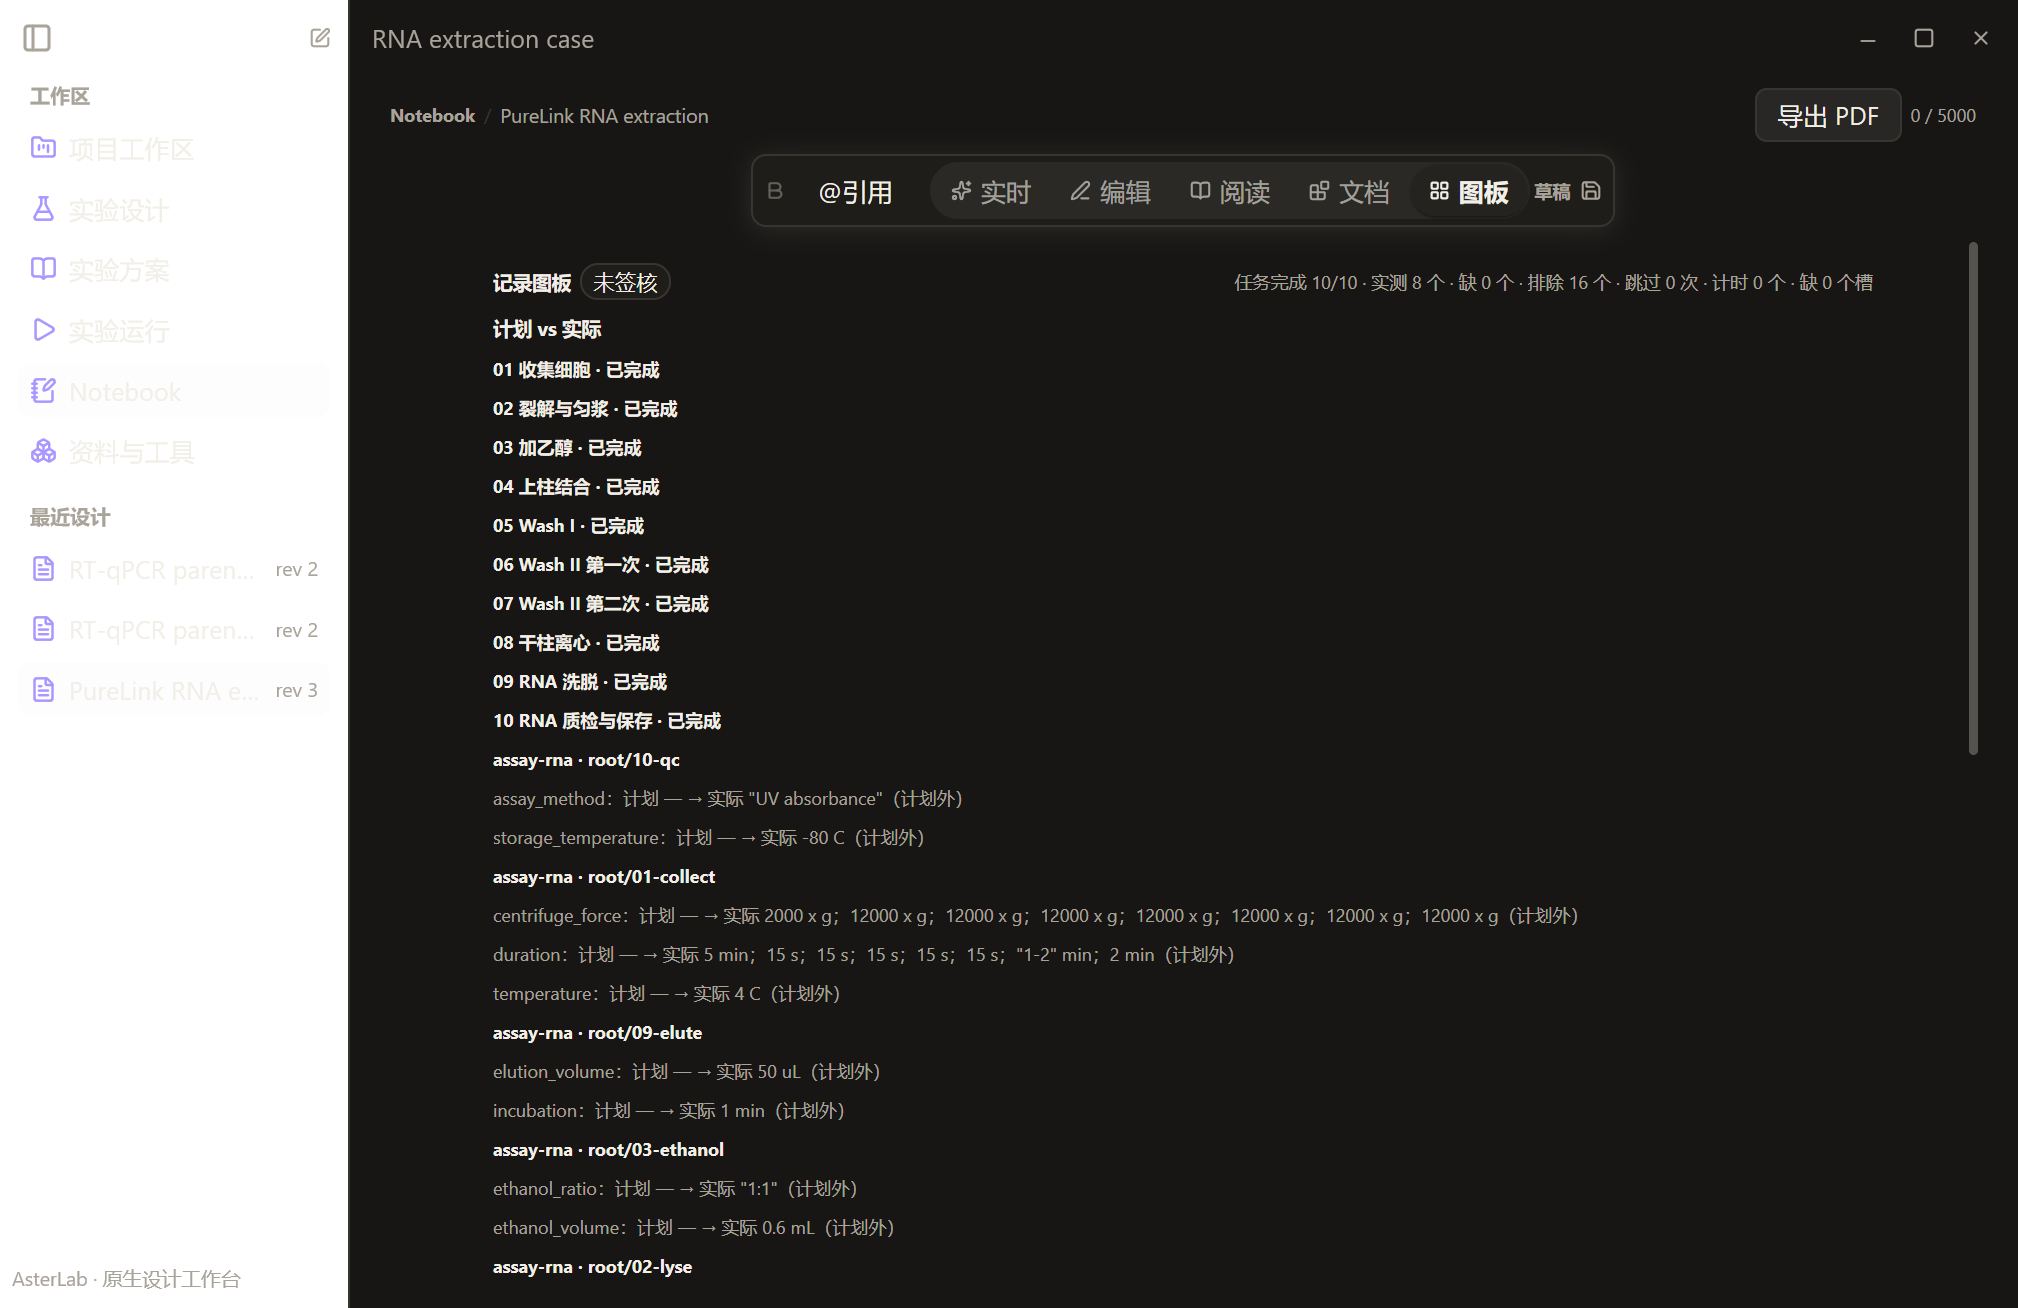 工作区
项目工作区
实验设计
实验方案
实验运行
Notebook
资料与工具
最近设计
RT-qPCR paren... rev 2
RT-qPCR paren... rev 2
PureLink RNA e... rev 3
AsterLab · 原生设计工作台
RNA extraction case
Notebook / PureLink RNA extraction
导出 PDF 0 / 5000
B @引用 实时 编辑 阅读 文档 图板 草稿
记录图板 未签核 任务完成 10/10 · 实测 8 个 · 缺 0 个 · 排除 16 个 · 跳过 0 次 · 计时 0 个 · 缺 0 个槽
计划 vs 实际
01 收集细胞 · 已完成
02 裂解与匀浆 · 已完成
03 加乙醇 · 已完成
04 上柱结合 · 已完成
05 Wash I · 已完成
06 Wash II 第一次 · 已完成
07 Wash II 第二次 · 已完成
08 干柱离心 · 已完成
09 RNA 洗脱 · 已完成
10 RNA 质检与保存 · 已完成
assay-rna · root/10-qc
assay_method：计划 — → 实际 "UV absorbance"（计划外）
storage_temperature：计划 — → 实际 -80 C（计划外）
assay-rna · root/01-collect
centrifuge_force：计划 — → 实际 2000 x g；12000 x g；12000 x g；12000 x g；12000 x g；12000 x g；12000 x g；12000 x g（计划外）
duration：计划 — → 实际 5 min；15 s；15 s；15 s；15 s；15 s；"1-2" min；2 min（计划外）
temperature：计划 — → 实际 4 C（计划外）
assay-rna · root/09-elute
elution_volume：计划 — → 实际 50 uL（计划外）
incubation：计划 — → 实际 1 min（计划外）
assay-rna · root/03-ethanol
ethanol_ratio：计划 — → 实际 "1:1"（计划外）
ethanol_volume：计划 — → 实际 0.6 mL（计划外）
assay-rna · root/02-lyse